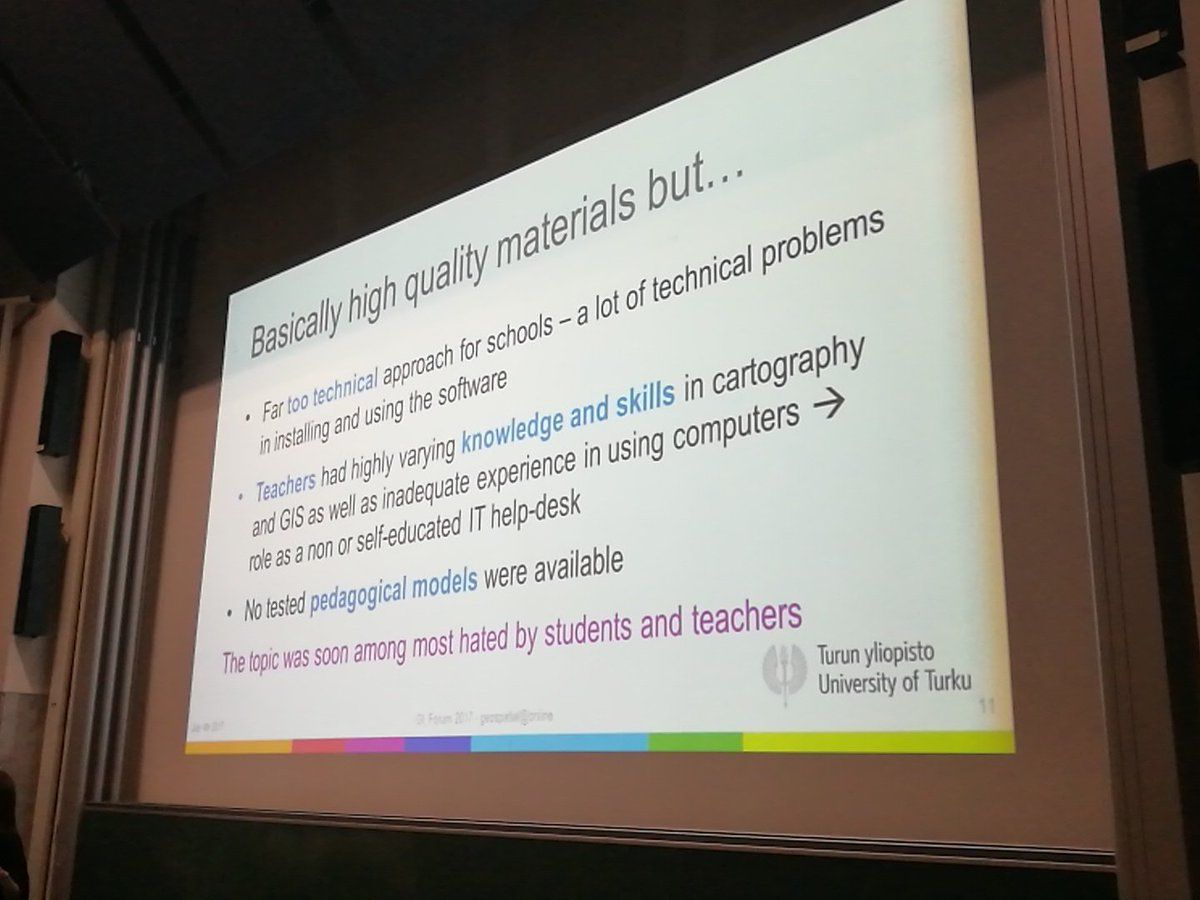 Basically high quality materials but…
• Far too technical approach for schools – a lot of technical problems
in installing and using the software
• Teachers had highly varying knowledge and skills in cartography
and GIS as well as inadequate experience in using computers →
role as a non or self-educated IT help-desk
• No tested pedagogical models were available
The topic was soon among most hated by students and teachers
Turun yliopisto
University of Turku
11
GI_Forum 2017 - geospatial@online